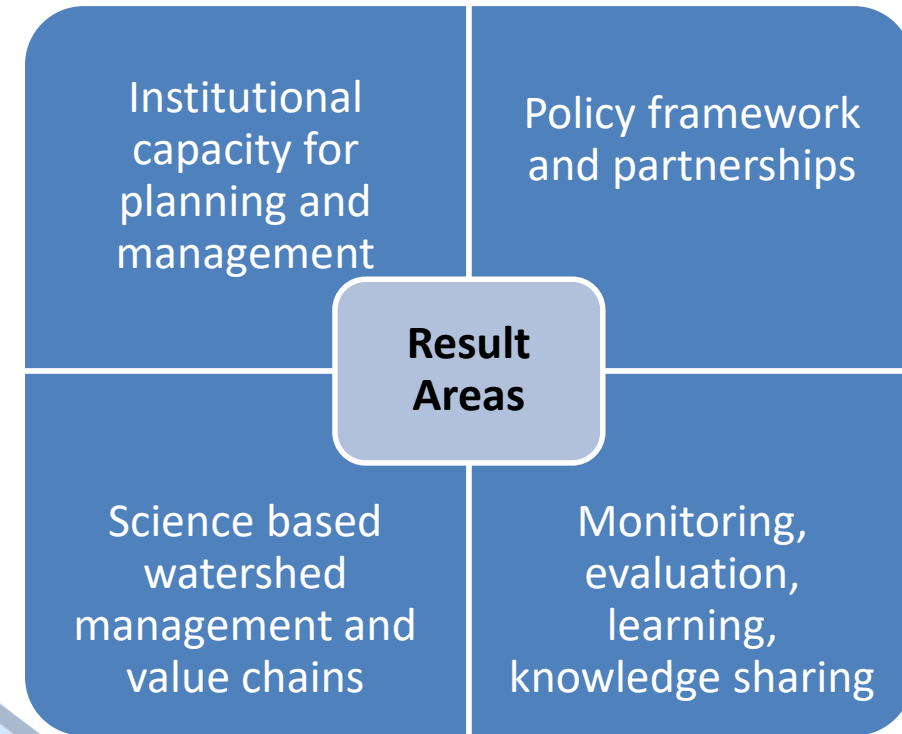 Institutional
capacity for
planning and
management
Policy framework
and partnerships
Result
Areas
Science based
watershed
management and
value chains
Monitoring,
evaluation,
learning,
knowledge sharing